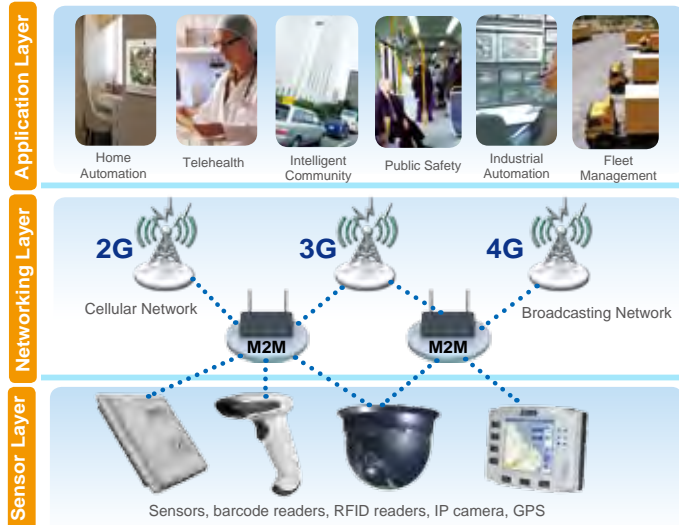 Application Layer
Home
Automation
Telehealth
Intelligent
Community
Public Safety
Industrial
Automation
Fleet
Management
Networking Layer
2G
3G
4G
Cellular Network
Broadcasting Network
M2M
M2M
Sensor Layer
Sensors, barcode readers, RFID readers, IP camera, GPS